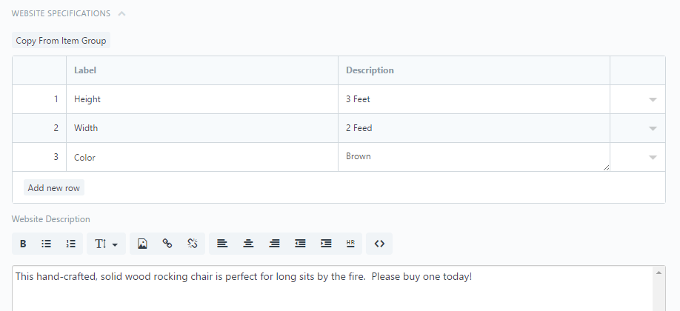 WEBSITE SPECIFICATIONS
Copy From Item Group
Label Description
1 Height 3 Feet
2 Width 2 Feed
3 Color Brown
Add new row
Website Description
B T HR <>
This hand-crafted, solid wood rocking chair is perfect for long sits by the fire.  Please buy one today!